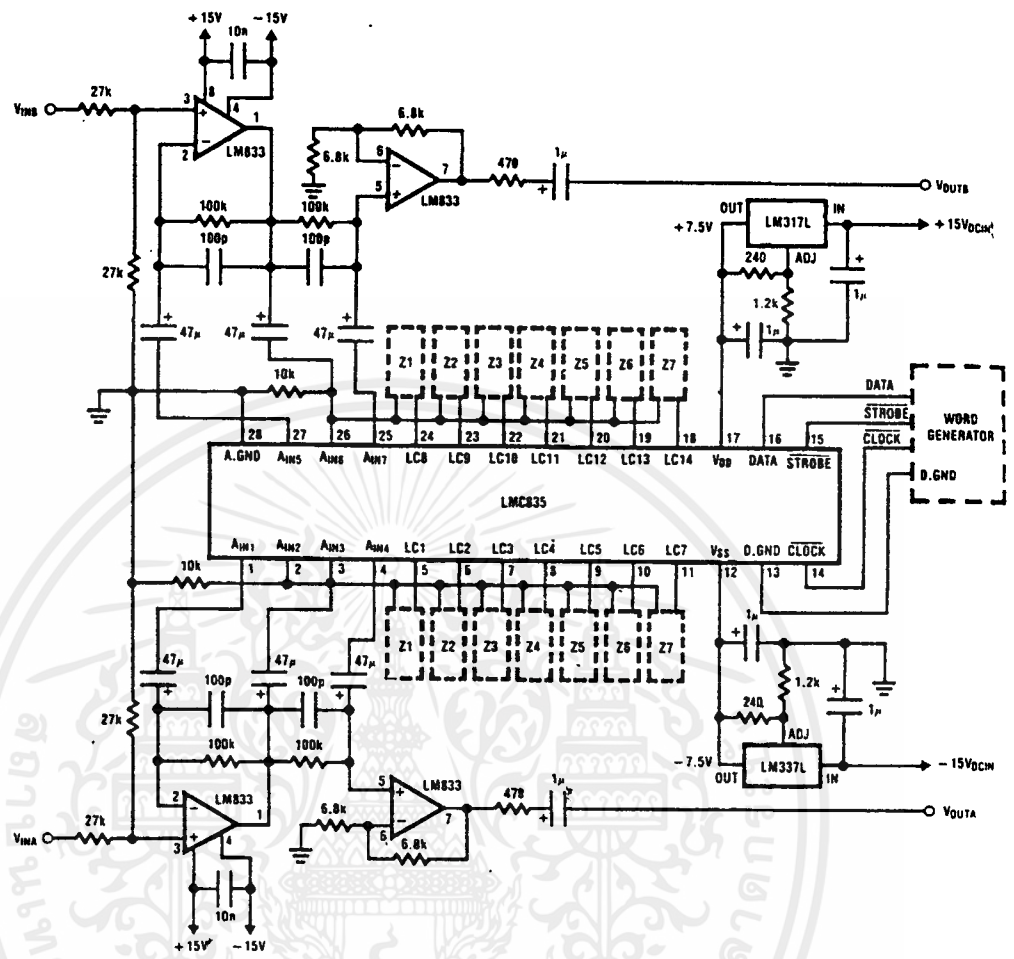 +15V
-15V
10n
27k
VINB
3
8
4
1
2
+
-
LM833
6.8k
6.8k
6
7
5
-
+
LM833
470
1µ
+
VOUTB
100k
100k
100p
100p
27k
OUT
LM317L
IN
+7.5V
+15VDCIN
240
ADJ
1.2k
+
1µ
+
1µ
+
47µ
+
47µ
+
47µ
Z1
Z2
Z3
Z4
Z5
Z6
Z7
10k
DATA
STROBE
CLOCK
D.GND
WORD
GENERATOR
28
27
26
25
24
23
22
21
20
19
18
17
16
15
A.GND
AIN5
AIN6
AIN7
LC8
LC9
LC10
LC11
LC12
LC13
LC14
VDD
DATA
STROBE
LMC835
AIN1
AIN2
AIN3
AIN4
LC1
LC2
LC3
LC4
LC5
LC6
LC7
VSS
D.GND
CLOCK
1
2
3
4
5
6
7
8
9
10
11
12
13
14
10k
Z1
Z2
Z3
Z4
Z5
Z6
Z7
47µ
+
47µ
+
47µ
+
100p
100p
27k
100k
100k
1µ
+
1.2k
+
1µ
240
ADJ
-7.5V
OUT
LM337L
IN
-15VDCIN
LM833
2
-
+
3
4
1
27k
VINA
5
6
7
+
-
LM833
6.8k
6.8k
470
1µ
+
VOUTA
10n
+15V
-15V